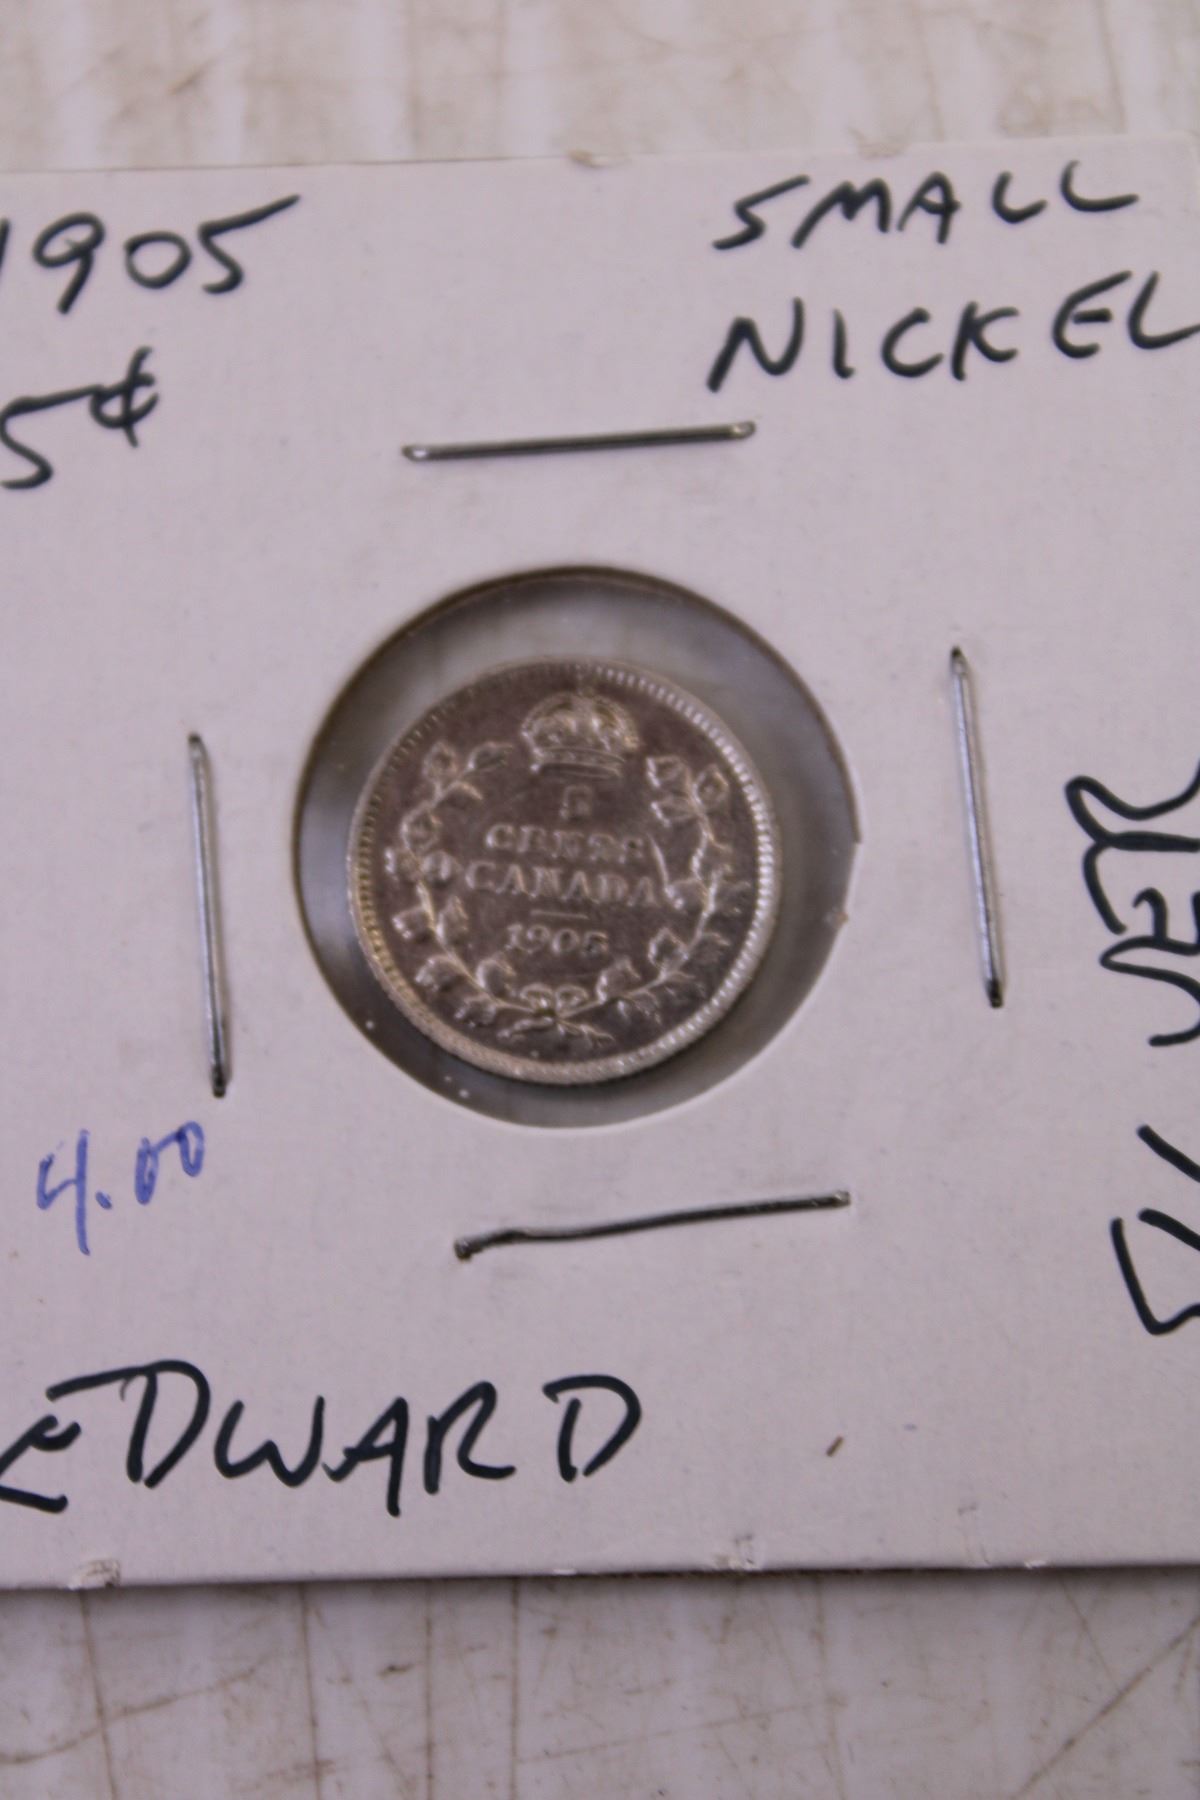 1905
5¢
SMALL
NICKEL
5
CENTS
CANADA
1905
4.00
EDWARD